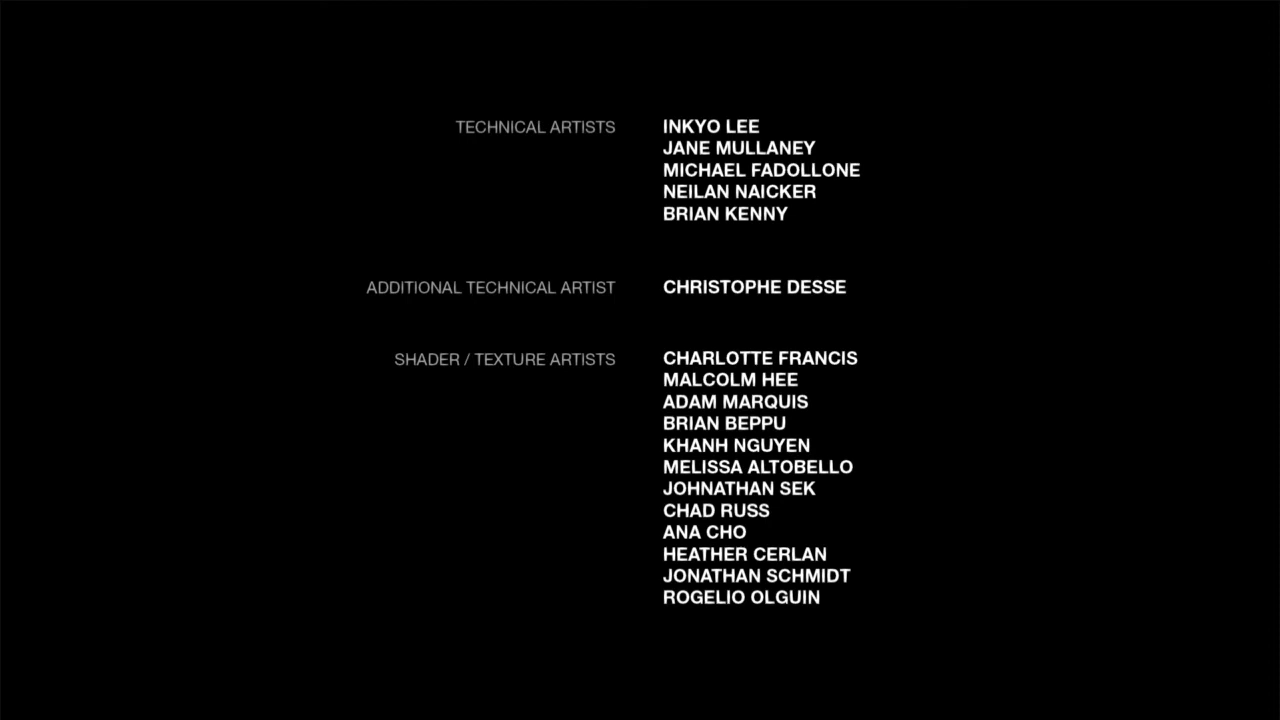 TECHNICAL ARTISTS INKYO LEE
JANE MULLANEY
MICHAEL FADOLLONE
NEILAN NAICKER
BRIAN KENNY
ADDITIONAL TECHNICAL ARTIST CHRISTOPHE DESSE
SHADER / TEXTURE ARTISTS CHARLOTTE FRANCIS
MALCOLM HEE
ADAM MARQUIS
BRIAN BEPPU
KHANH NGUYEN
MELISSA ALTOBELLO
JOHNATHAN SEK
CHAD RUSS
ANA CHO
HEATHER CERLAN
JONATHAN SCHMIDT
ROGELIO OLGUIN